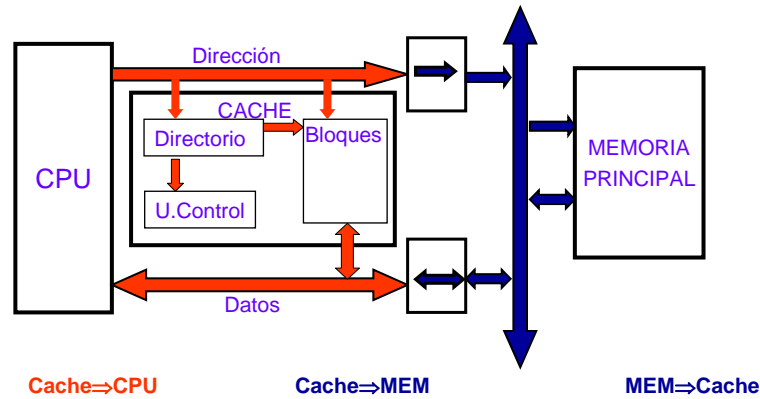 Dirección
CACHE
Directorio
Bloques
CPU
U.Control
MEMORIA
PRINCIPAL
Datos
Cache⇒CPU
Cache⇒MEM
MEM⇒Cache